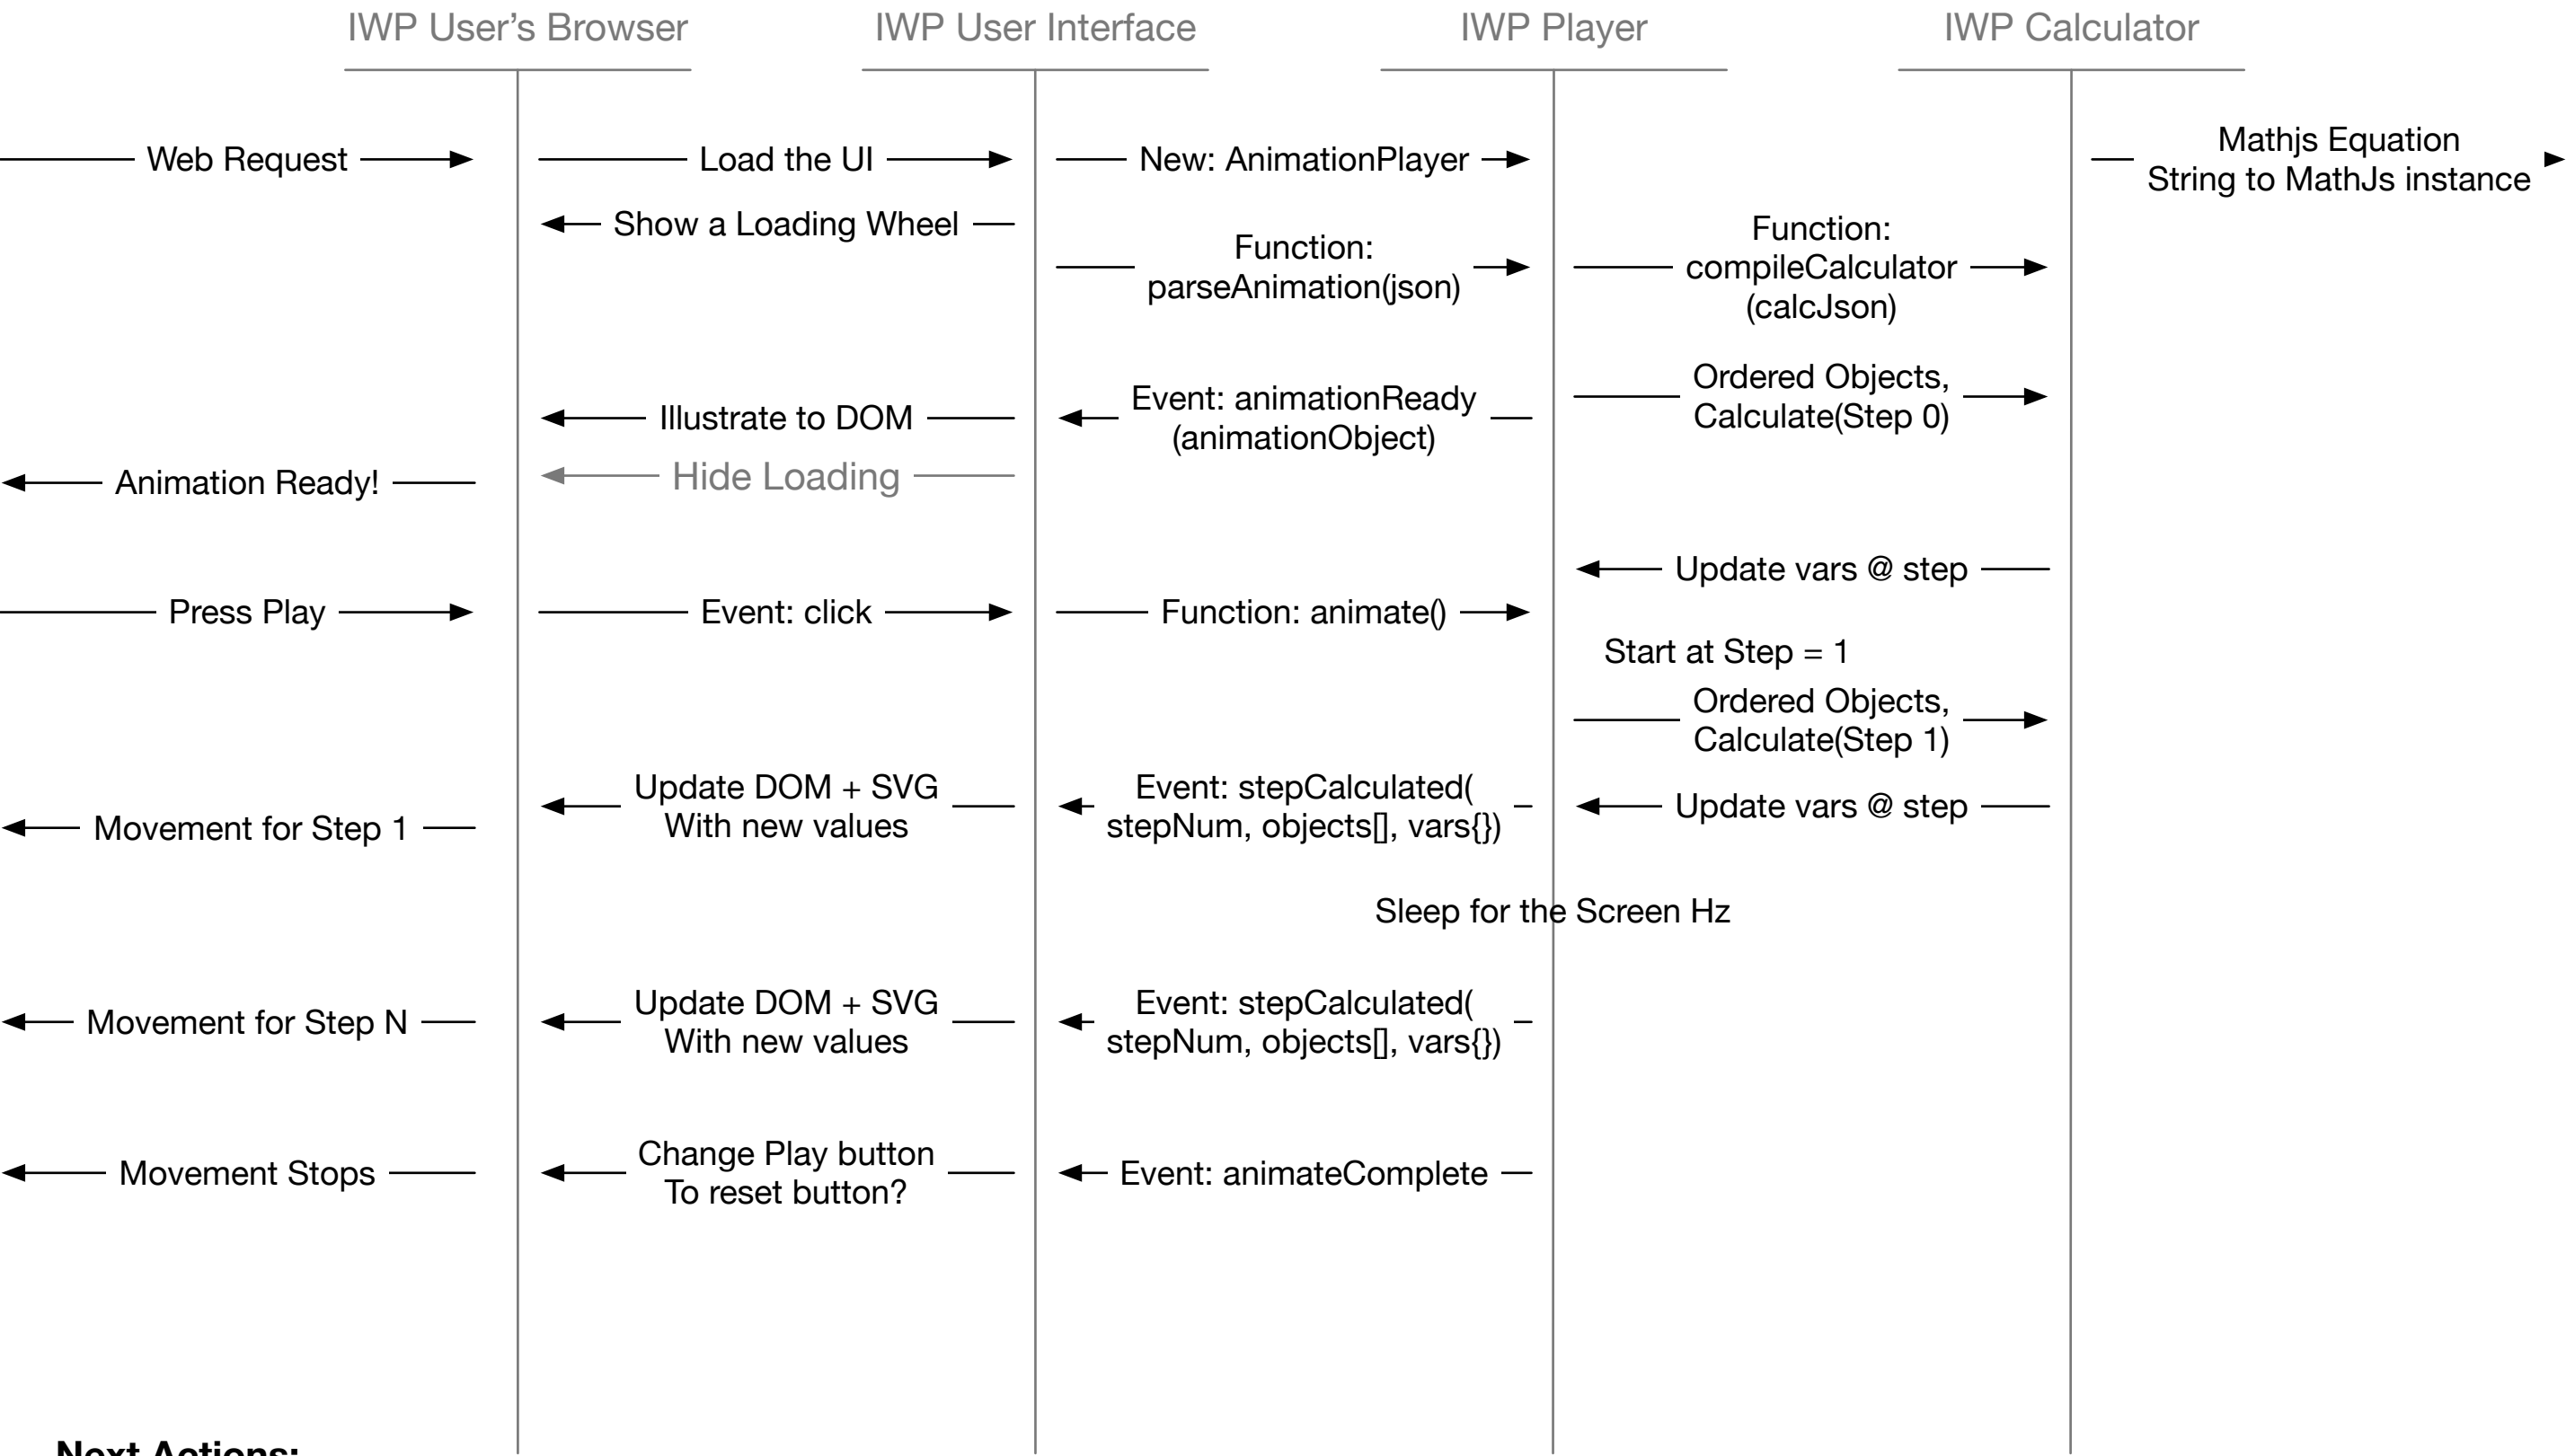 IWP User's Browser
IWP User Interface
IWP Player
IWP Calculator
Web Request
Load the UI
New: AnimationPlayer
Mathjs Equation
String to MathJs instance
Show a Loading Wheel
Function:
parseAnimation(json)
Function:
compileCalculator
(calcJson)
Illustrate to DOM
Event: animationReady
(animationObject)
Ordered Objects,
Calculate(Step 0)
Animation Ready!
Hide Loading
Update vars @ step
Press Play
Event: click
Function: animate()
Start at Step = 1
Ordered Objects,
Calculate(Step 1)
Movement for Step 1
Update DOM + SVG
With new values
Event: stepCalculated(
stepNum, objects[], vars{})
Update vars @ step
Sleep for the Screen Hz
Movement for Step N
Update DOM + SVG
With new values
Event: stepCalculated(
stepNum, objects[], vars{})
Movement Stops
Change Play button
To reset button?
Event: animateComplete
Next Actions: